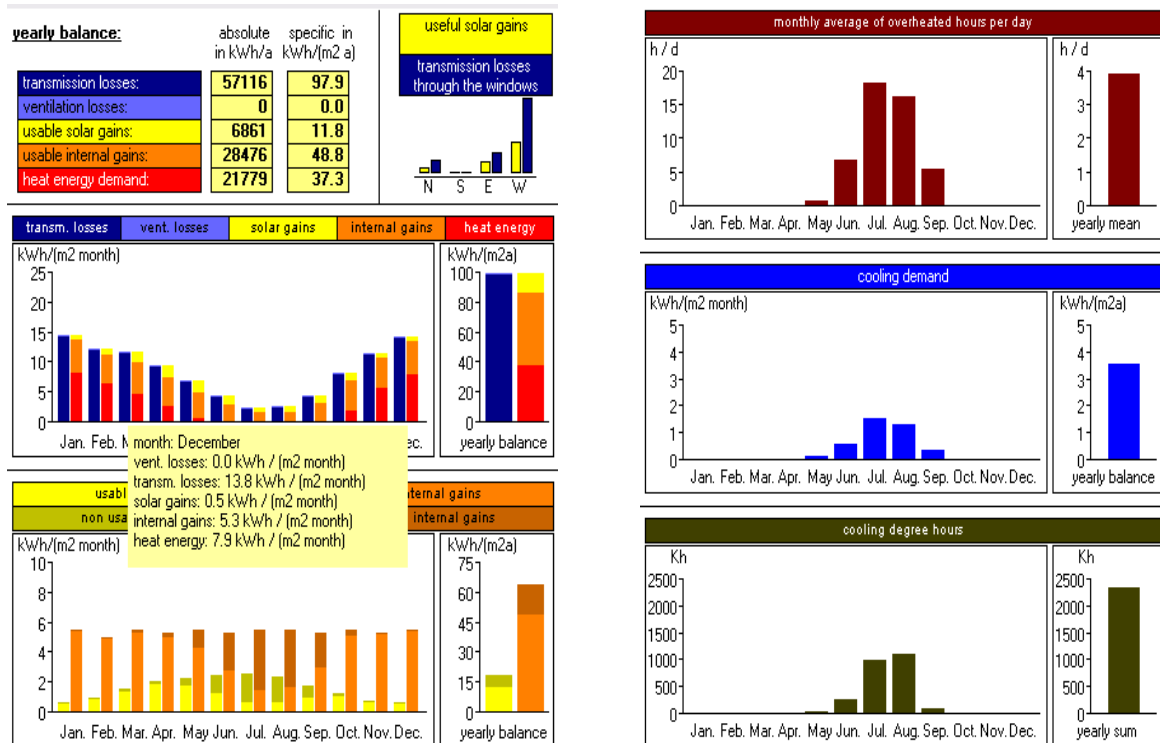 yearly balance:
absolute in kWh/a
specific in kWh/(m2 a)
transmission losses: 57116 97.9
ventilation losses: 0 0.0
usable solar gains: 6861 11.8
usable internal gains: 28476 48.8
heat energy demand: 21779 37.3
useful solar gains
transmission losses
through the windows
N S E W
transm. losses vent. losses solar gains internal gains heat energy
kWh/(m2 month)
25
20
15
10
5
0
Jan. Feb.
ec.
kWh/(m2a)
100
80
60
40
20
0
yearly balance
month: December
vent. losses: 0.0 kWh / (m2 month)
transm. losses: 13.8 kWh / (m2 month)
solar gains: 0.5 kWh / (m2 month)
internal gains: 5.3 kWh / (m2 month)
heat energy: 7.9 kWh / (m2 month)
usabl
internal gains
non usa
internal gains
kWh/(m2 month)
10
8
6
4
2
0
Jan. Feb. Mar. Apr. May Jun. Jul. Aug. Sep. Oct. Nov. Dec.
kWh/(m2a)
75
60
45
30
15
0
yearly balance
monthly average of overheated hours per day
h / d
20
15
10
5
0
Jan. Feb. Mar. Apr. May Jun. Jul. Aug. Sep. Oct. Nov. Dec.
h / d
4
3
2
1
0
yearly mean
cooling demand
kWh/(m2 month)
5
4
3
2
1
0
Jan. Feb. Mar. Apr. May Jun. Jul. Aug. Sep. Oct. Nov. Dec.
kWh/(m2a)
5
4
3
2
1
0
yearly balance
cooling degree hours
Kh
2500
2000
1500
1000
500
0
Jan. Feb. Mar. Apr. May Jun. Jul. Aug. Sep. Oct. Nov. Dec.
Kh
2500
2000
1500
1000
500
0
yearly sum